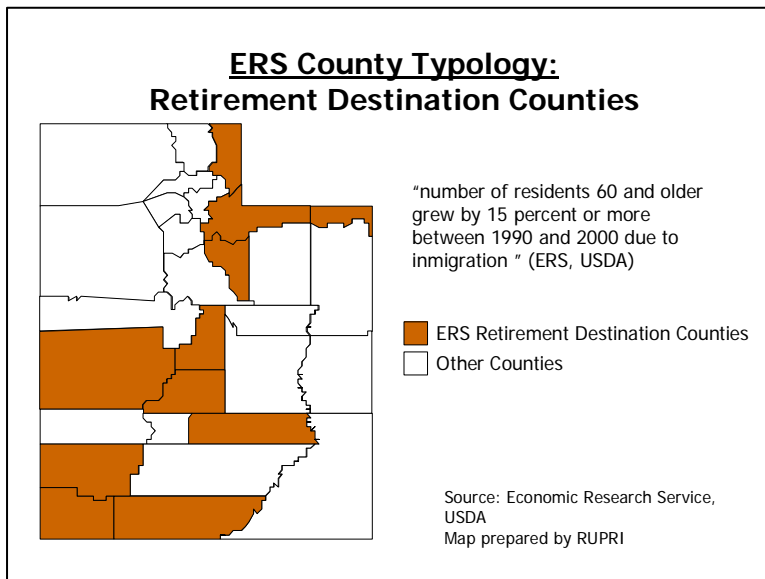 ERS County Typology:
Retirement Destination Counties
“number of residents 60 and older
grew by 15 percent or more
between 1990 and 2000 due to
inmigration ” (ERS, USDA)
ERS Retirement Destination Counties
Other Counties
Source: Economic Research Service,
USDA
Map prepared by RUPRI